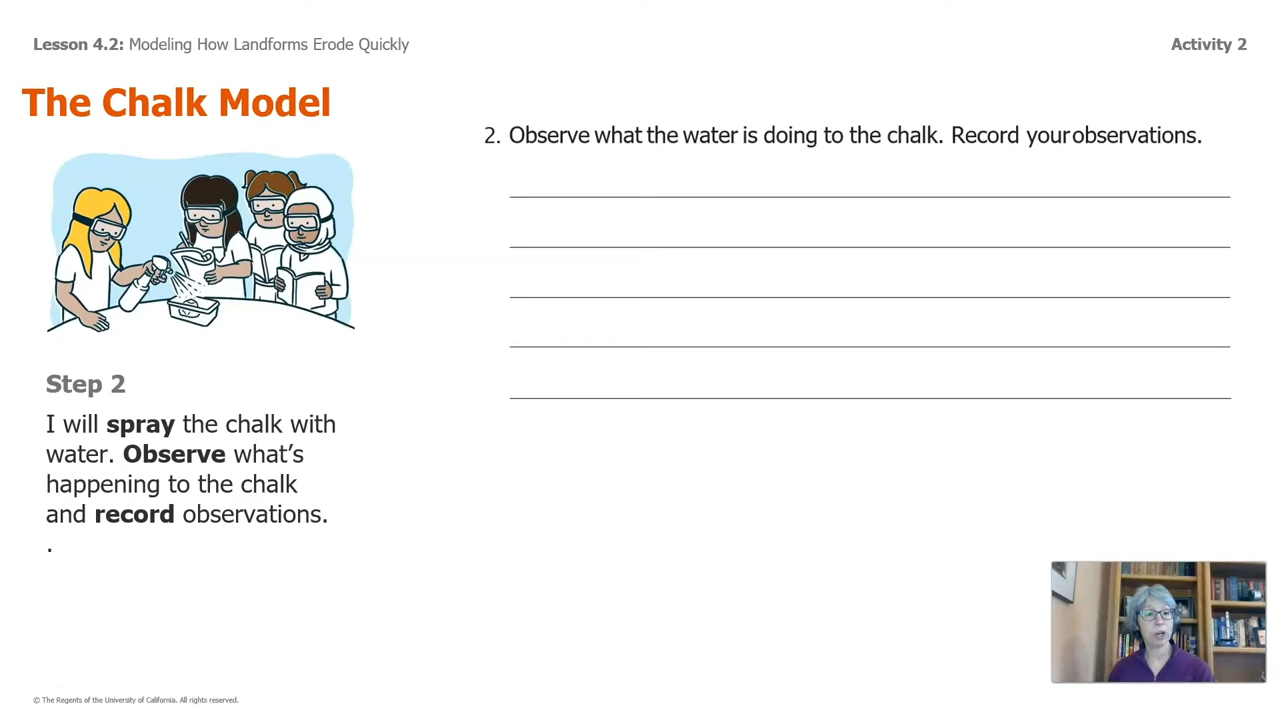 Lesson 4.2: Modeling How Landforms Erode Quickly
Activity 2
The Chalk Model
2. Observe what the water is doing to the chalk. Record your observations.
Step 2
I will spray the chalk with
water. Observe what's
happening to the chalk
and record observations.
.
© The Regents of the University of California. All rights reserved.